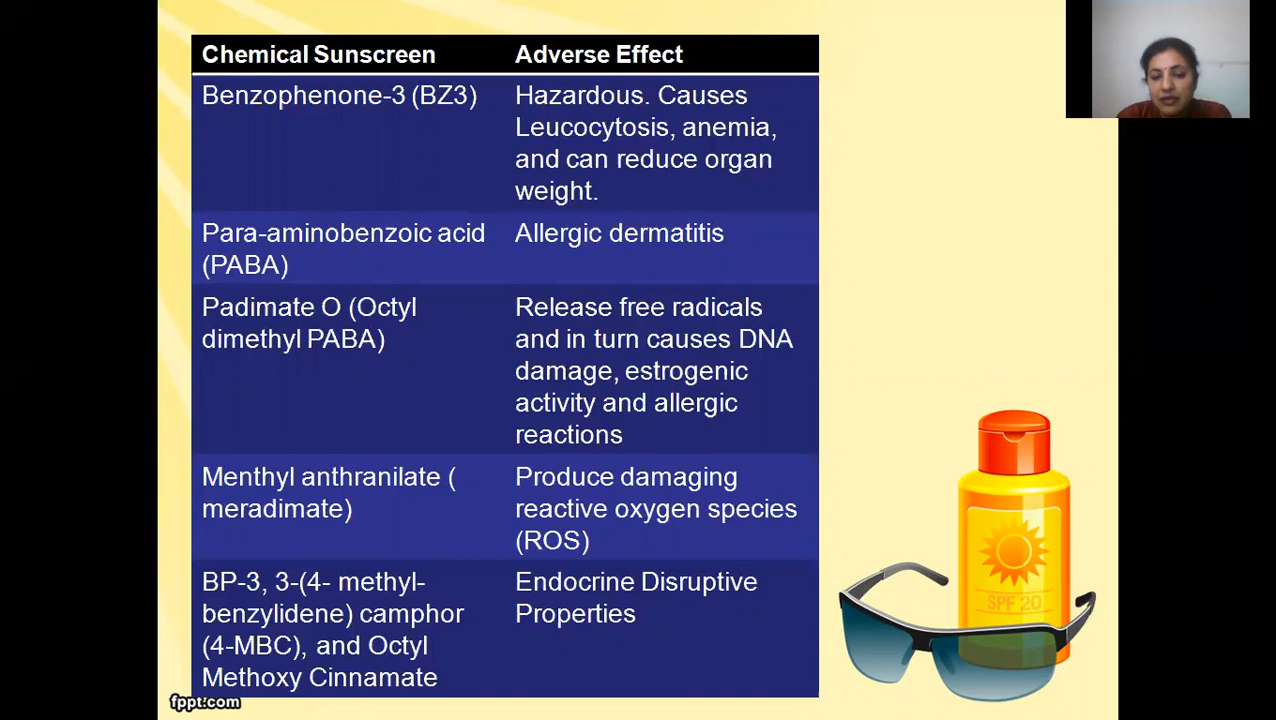 Chemical Sunscreen
Adverse Effect
Benzophenone-3 (BZ3)
Hazardous. Causes
Leucocytosis, anemia,
and can reduce organ
weight.
Para-aminobenzoic acid
(PABA)
Allergic dermatitis
Padimate O (Octyl
dimethyl PABA)
Release free radicals
and in turn causes DNA
damage, estrogenic
activity and allergic
reactions
Menthyl anthranilate (
meradimate)
Produce damaging
reactive oxygen species
(ROS)
BP-3, 3-(4- methyl-
benzylidene) camphor
(4-MBC), and Octyl
Methoxy Cinnamate
Endocrine Disruptive
Properties
SPF 20
fppt.com